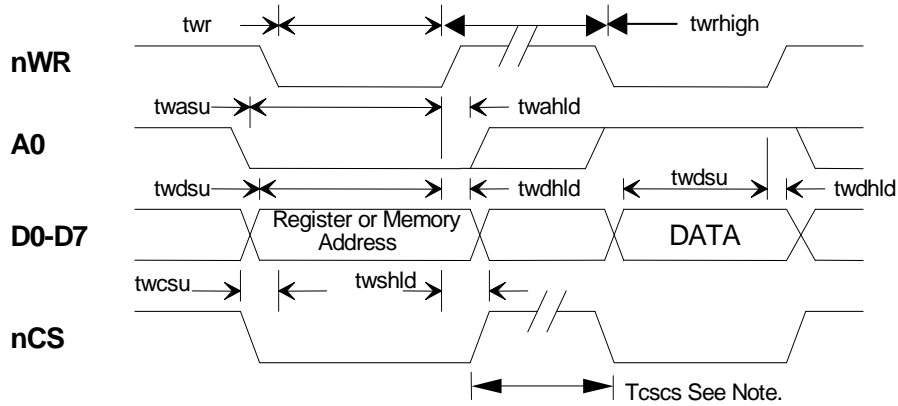 twr
twrhigh
nWR
twasu
twahld
A0
twdsu
twdhld
twdsu
twdhld
D0-D7
Register or Memory
Address
DATA
twcsu
twshld
nCS
Tcscs See Note.